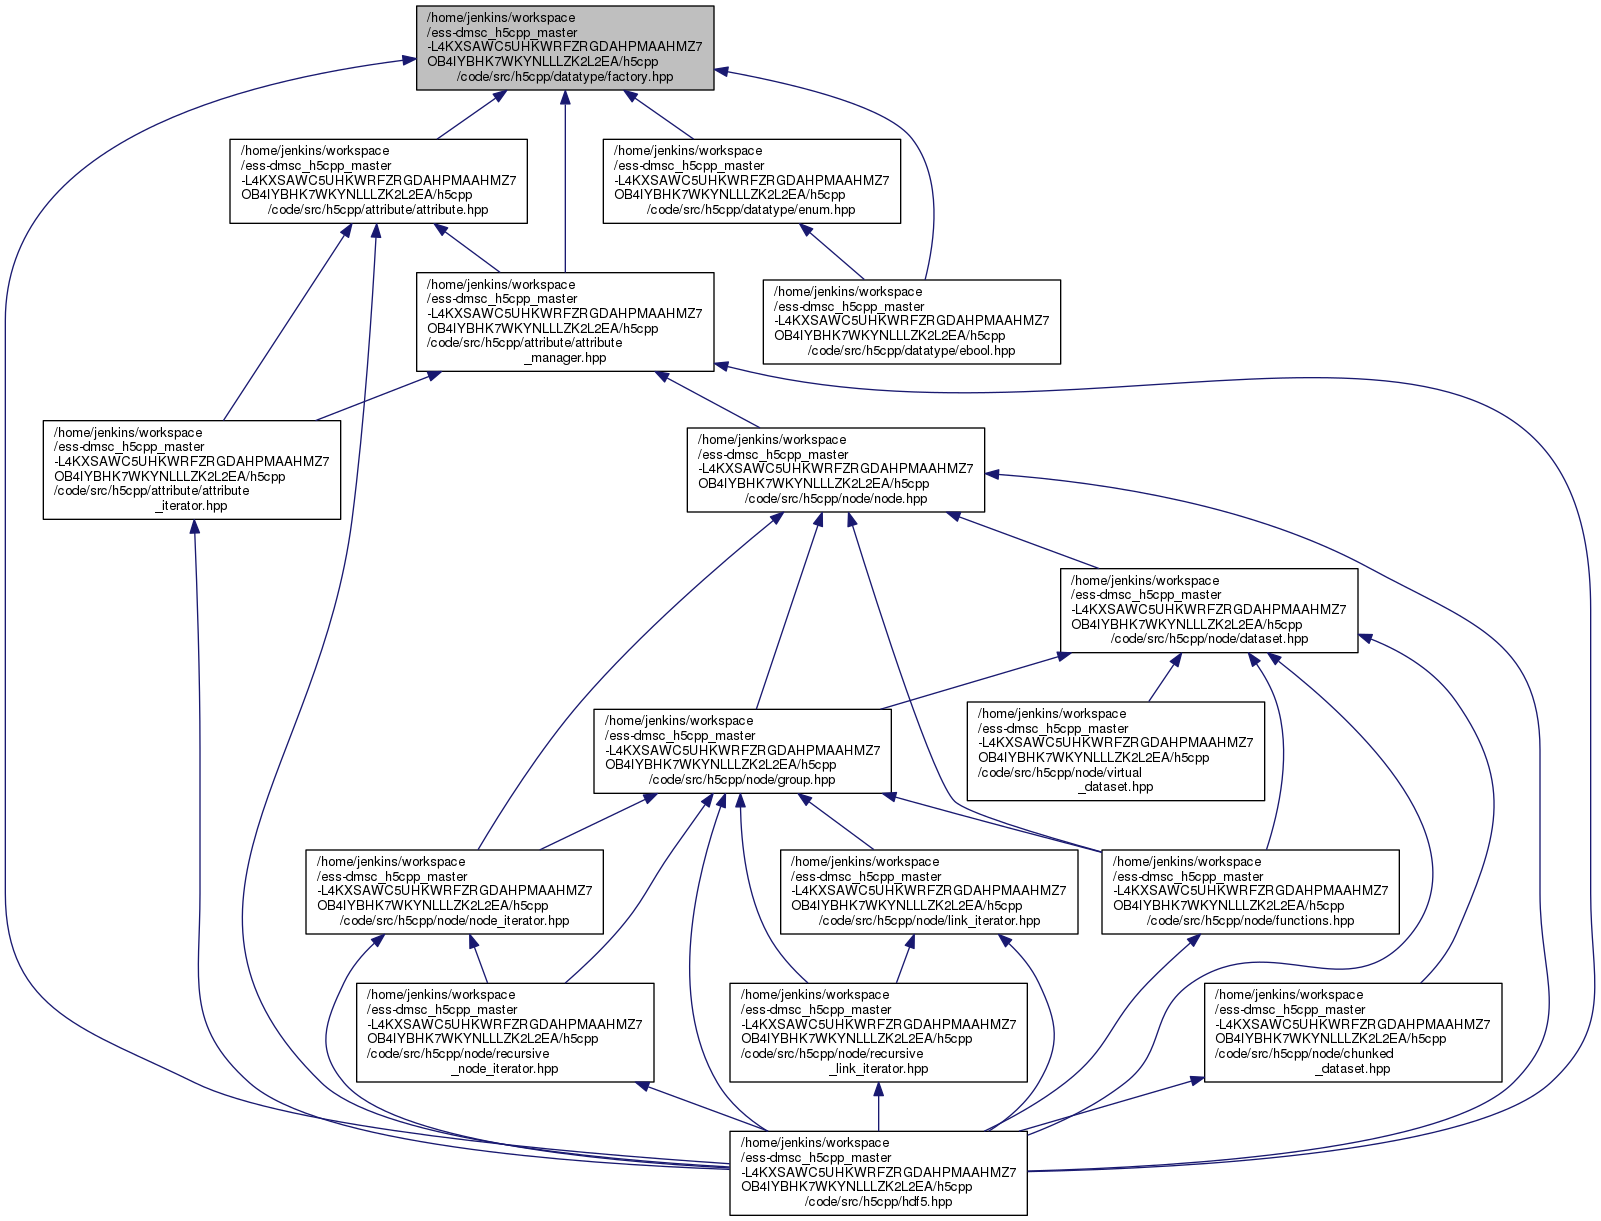 /home/jenkins/workspace
/ess-dmsc_h5cpp_master
-L4KXSAWC5UHKWRFZRGDAHPMAAHMZ7
OB4IYBHK7WKYNLLLZK2L2EA/h5cpp
/code/src/h5cpp/datatype/factory.hpp
/home/jenkins/workspace
/ess-dmsc_h5cpp_master
-L4KXSAWC5UHKWRFZRGDAHPMAAHMZ7
OB4IYBHK7WKYNLLLZK2L2EA/h5cpp
/code/src/h5cpp/attribute/attribute.hpp
/home/jenkins/workspace
/ess-dmsc_h5cpp_master
-L4KXSAWC5UHKWRFZRGDAHPMAAHMZ7
OB4IYBHK7WKYNLLLZK2L2EA/h5cpp
/code/src/h5cpp/datatype/enum.hpp
/home/jenkins/workspace
/ess-dmsc_h5cpp_master
-L4KXSAWC5UHKWRFZRGDAHPMAAHMZ7
OB4IYBHK7WKYNLLLZK2L2EA/h5cpp
/code/src/h5cpp/attribute/attribute
_manager.hpp
/home/jenkins/workspace
/ess-dmsc_h5cpp_master
-L4KXSAWC5UHKWRFZRGDAHPMAAHMZ7
OB4IYBHK7WKYNLLLZK2L2EA/h5cpp
/code/src/h5cpp/datatype/ebool.hpp
/home/jenkins/workspace
/ess-dmsc_h5cpp_master
-L4KXSAWC5UHKWRFZRGDAHPMAAHMZ7
OB4IYBHK7WKYNLLLZK2L2EA/h5cpp
/code/src/h5cpp/attribute/attribute
_iterator.hpp
/home/jenkins/workspace
/ess-dmsc_h5cpp_master
-L4KXSAWC5UHKWRFZRGDAHPMAAHMZ7
OB4IYBHK7WKYNLLLZK2L2EA/h5cpp
/code/src/h5cpp/node/node.hpp
/home/jenkins/workspace
/ess-dmsc_h5cpp_master
-L4KXSAWC5UHKWRFZRGDAHPMAAHMZ7
OB4IYBHK7WKYNLLLZK2L2EA/h5cpp
/code/src/h5cpp/node/dataset.hpp
/home/jenkins/workspace
/ess-dmsc_h5cpp_master
-L4KXSAWC5UHKWRFZRGDAHPMAAHMZ7
OB4IYBHK7WKYNLLLZK2L2EA/h5cpp
/code/src/h5cpp/node/group.hpp
/home/jenkins/workspace
/ess-dmsc_h5cpp_master
-L4KXSAWC5UHKWRFZRGDAHPMAAHMZ7
OB4IYBHK7WKYNLLLZK2L2EA/h5cpp
/code/src/h5cpp/node/virtual
_dataset.hpp
/home/jenkins/workspace
/ess-dmsc_h5cpp_master
-L4KXSAWC5UHKWRFZRGDAHPMAAHMZ7
OB4IYBHK7WKYNLLLZK2L2EA/h5cpp
/code/src/h5cpp/node/node_iterator.hpp
/home/jenkins/workspace
/ess-dmsc_h5cpp_master
-L4KXSAWC5UHKWRFZRGDAHPMAAHMZ7
OB4IYBHK7WKYNLLLZK2L2EA/h5cpp
/code/src/h5cpp/node/link_iterator.hpp
/home/jenkins/workspace
/ess-dmsc_h5cpp_master
-L4KXSAWC5UHKWRFZRGDAHPMAAHMZ7
OB4IYBHK7WKYNLLLZK2L2EA/h5cpp
/code/src/h5cpp/node/functions.hpp
/home/jenkins/workspace
/ess-dmsc_h5cpp_master
-L4KXSAWC5UHKWRFZRGDAHPMAAHMZ7
OB4IYBHK7WKYNLLLZK2L2EA/h5cpp
/code/src/h5cpp/node/recursive
_node_iterator.hpp
/home/jenkins/workspace
/ess-dmsc_h5cpp_master
-L4KXSAWC5UHKWRFZRGDAHPMAAHMZ7
OB4IYBHK7WKYNLLLZK2L2EA/h5cpp
/code/src/h5cpp/node/recursive
_link_iterator.hpp
/home/jenkins/workspace
/ess-dmsc_h5cpp_master
-L4KXSAWC5UHKWRFZRGDAHPMAAHMZ7
OB4IYBHK7WKYNLLLZK2L2EA/h5cpp
/code/src/h5cpp/node/chunked
_dataset.hpp
/home/jenkins/workspace
/ess-dmsc_h5cpp_master
-L4KXSAWC5UHKWRFZRGDAHPMAAHMZ7
OB4IYBHK7WKYNLLLZK2L2EA/h5cpp
/code/src/h5cpp/hdf5.hpp